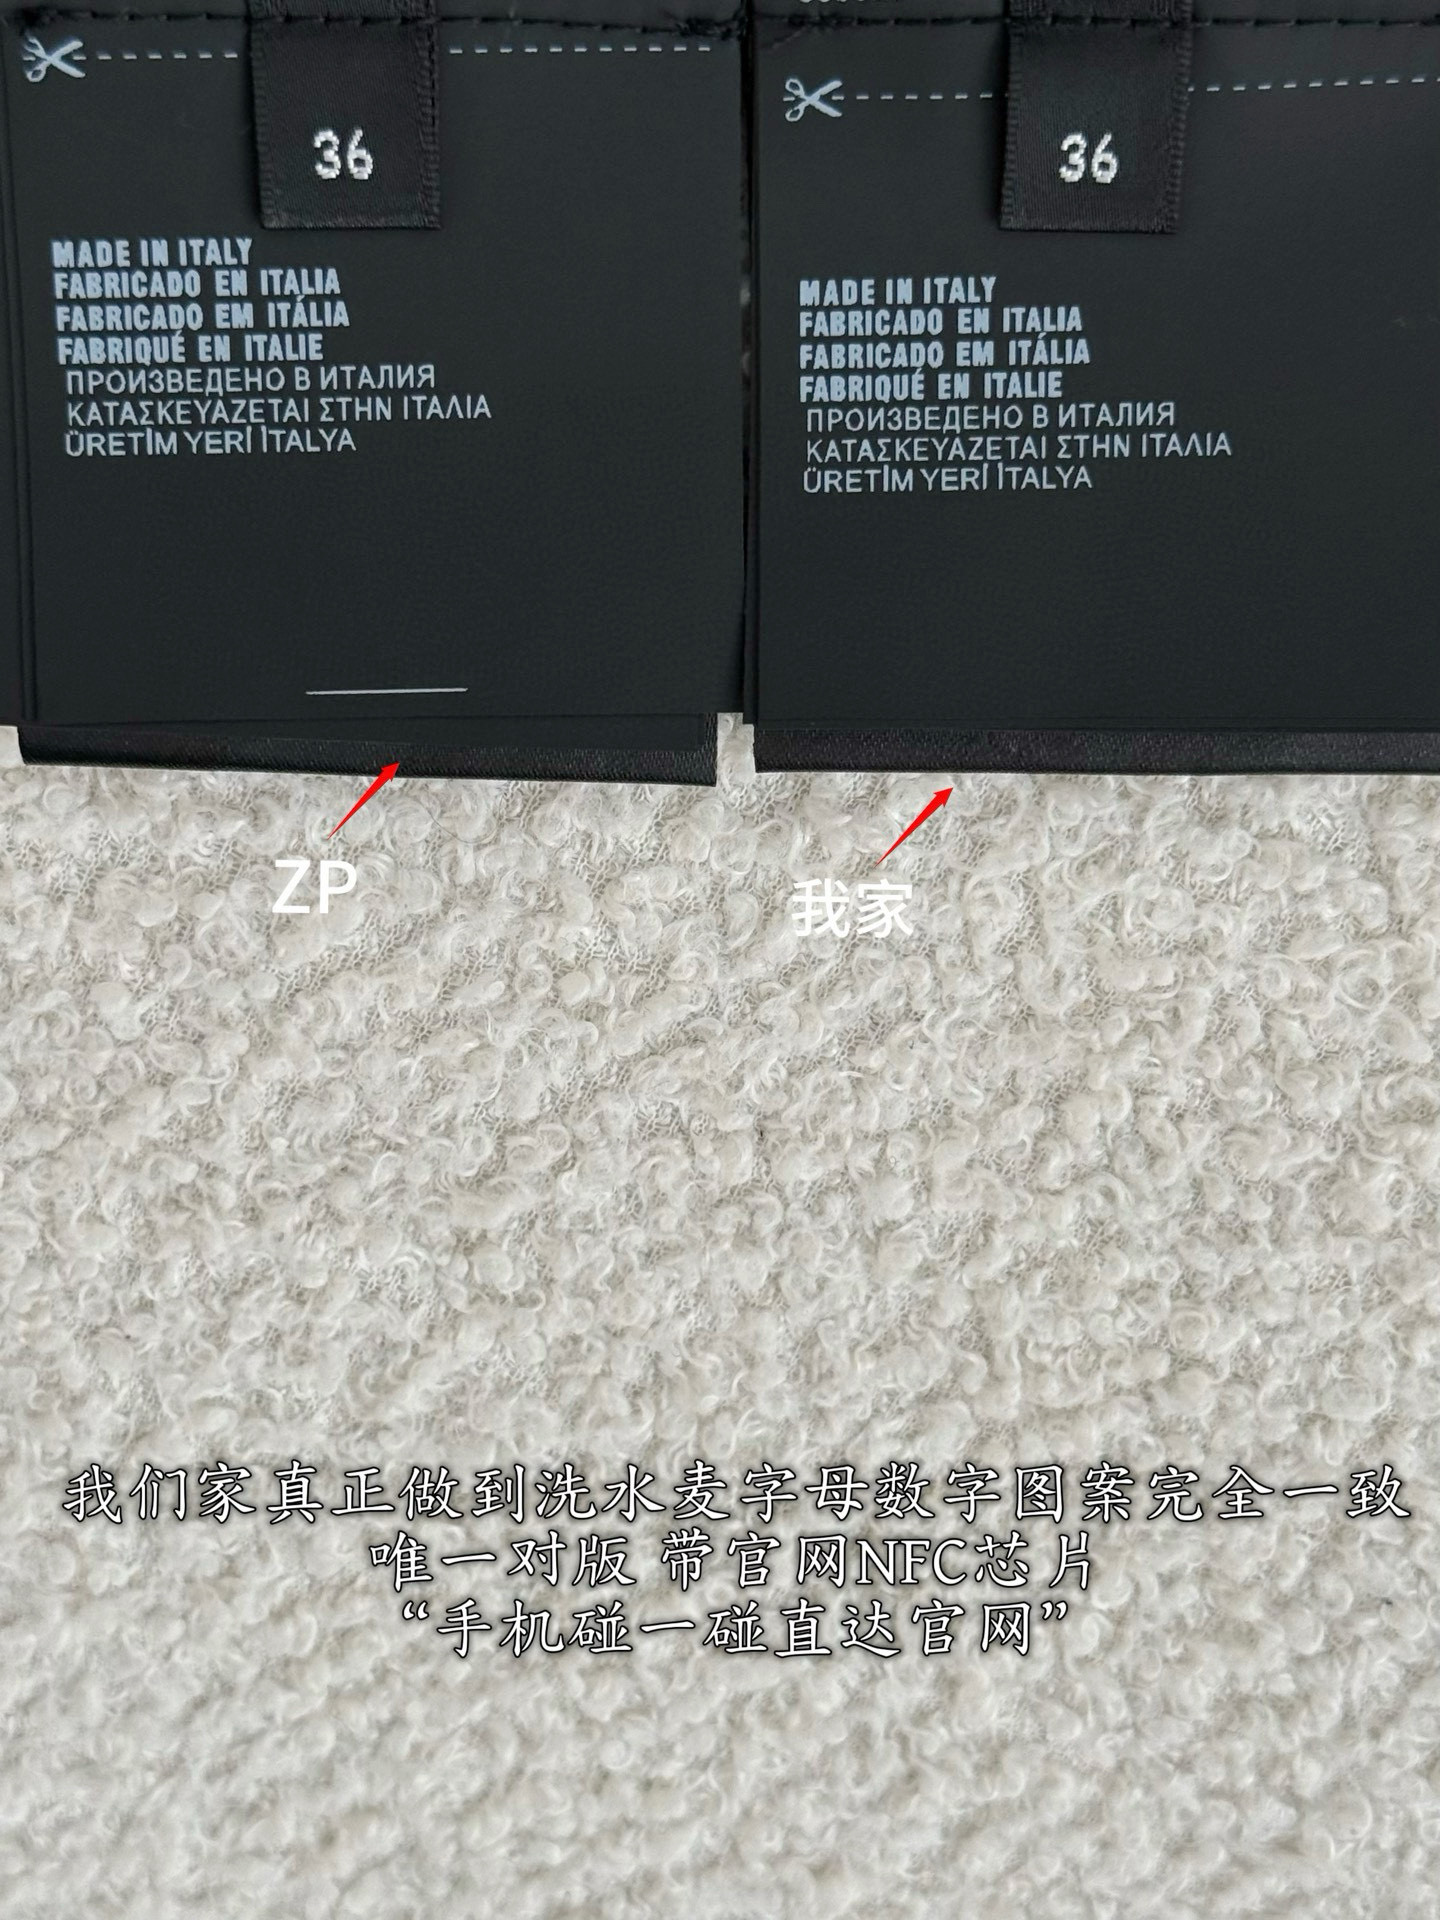 36
MADE IN ITALY
FABRICADO EN ITALIA
FABRICADO EM ITÁLIA
FABRIQUÉ EN ITALIE
ПРОИЗВЕДЕНО В ИТАЛИЯ
ΚΑΤΑΣΚΕΥΑΖΕΤΑΙ ΣΤΗΝ ΙΤΑΛΙΑ
ÜRETİM YERİ İTALYA
36
MADE IN ITALY
FABRICADO EN ITALIA
FABRICADO EM ITÁLIA
FABRIQUÉ EN ITALIE
ПРОИЗВЕДЕНО В ИТАЛИЯ
ΚΑΤΑΣΚΕΥΑΖΕΤΑΙ ΣΤΗΝ ΙΤΑΛΙΑ
ÜRETİM YERİ İTALYA
ZP
我家
我们家真正做到洗水麦字母数字图案完全一致
唯一对版 带官网NFC芯片
“手机碰一碰直达官网”